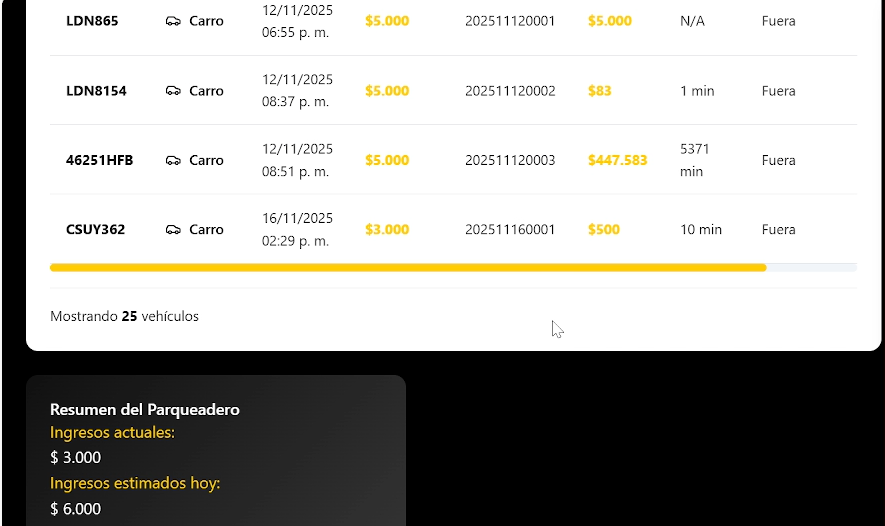 LDN865 Carro 12/11/2025 06:55 p. m. $5.000 202511120001 $5.000 N/A Fuera
LDN8154 Carro 12/11/2025 08:37 p. m. $5.000 202511120002 $83 1 min Fuera
46251HFB Carro 12/11/2025 08:51 p. m. $5.000 202511120003 $447.583 5371 min Fuera
CSUY362 Carro 16/11/2025 02:29 p. m. $3.000 202511160001 $500 10 min Fuera
Mostrando 25 vehículos
Resumen del Parqueadero
Ingresos actuales:
$ 3.000
Ingresos estimados hoy:
$ 6.000